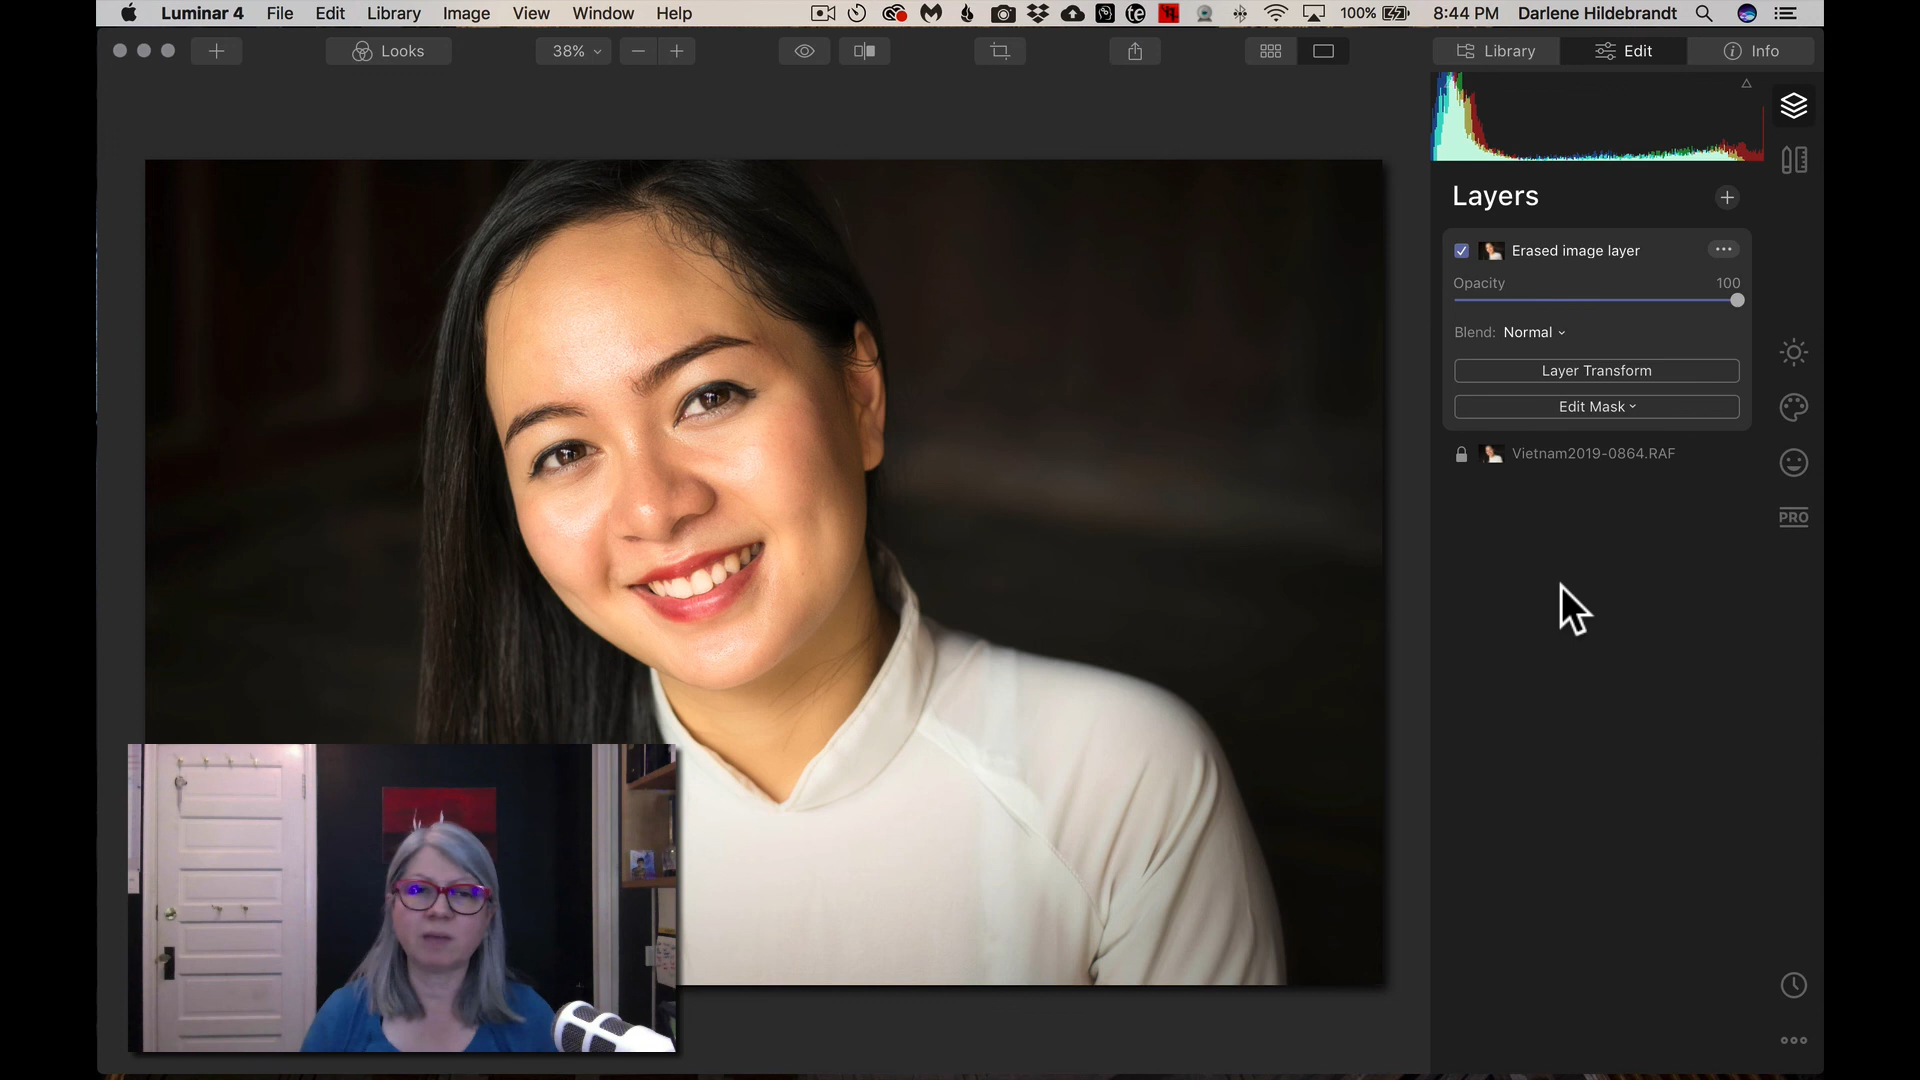 Luminar 4 File Edit Library Image View Window Help 100% 8:44 PM Darlene Hildebrandt
Looks 38% Library Edit Info
Layers
Erased image layer
Opacity 100
Blend: Normal
Layer Transform
Edit Mask
Vietnam2019-0864.RAF
PRO